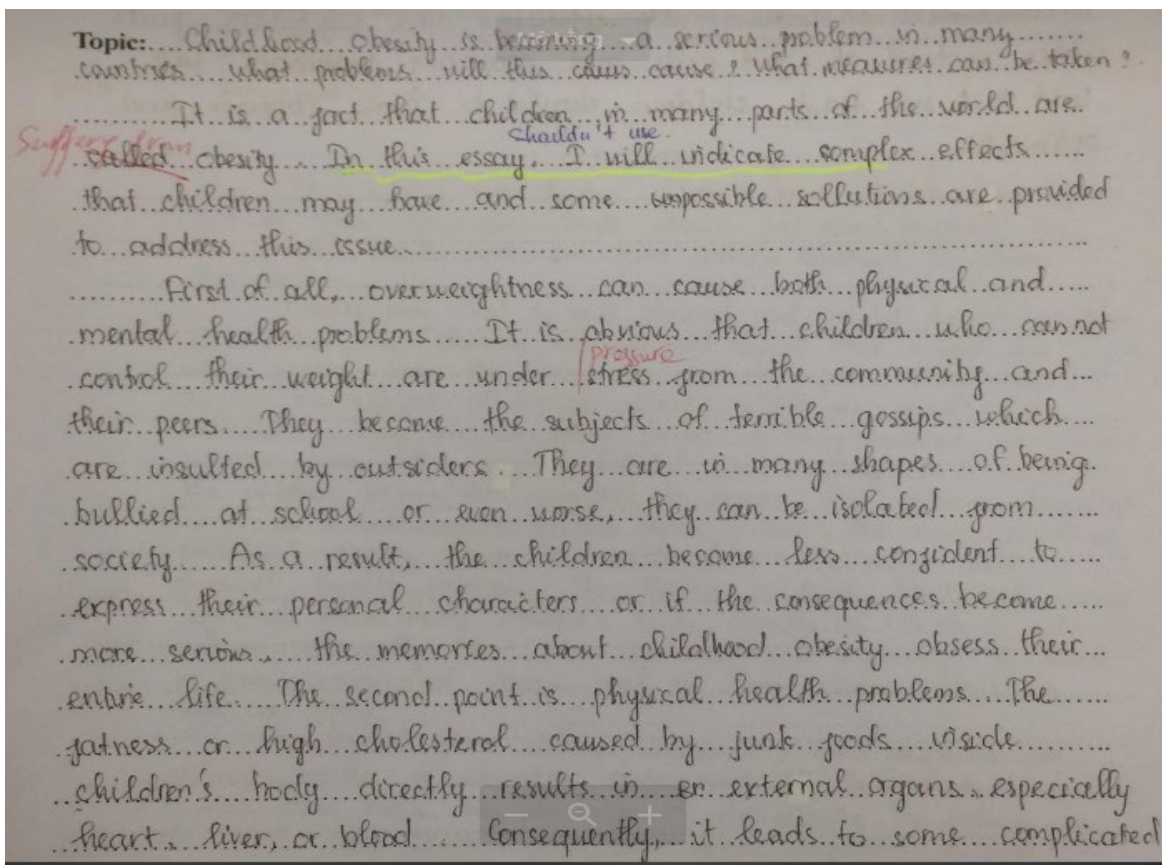 Topic: Childhood obesity is becoming a serious problem in many
countries. what problems will this caus cause? What measures can be taken?
It is a fact that children in many parts of the world are
Suffer from
called obesity. In this essay, I will indicate some plex effects
shouldn't use
that children may have and some possible sollutions are provided
to address this issue.
First of all, overweightness can cause both physical and
mental health problems. It is obvious that children who can not
pressure
control their weight are under stress from the community and
their peers. They become the subjects of terrible gossips which
are insulted by outsiders. They are in many shapes of being
bullied at school or even worse, they can be isolated from
society. As a result, the children become less confident to
express their personal characters or if the consequences become
more serious, the memories about childhood obesity obsess their
entire life. The second point is physical health problems. The
fatness or high cholesterol caused by junk foods inside
children's body directly results in er external organs, especially
heart, liver, or blood. Consequently, it leads to some complicated